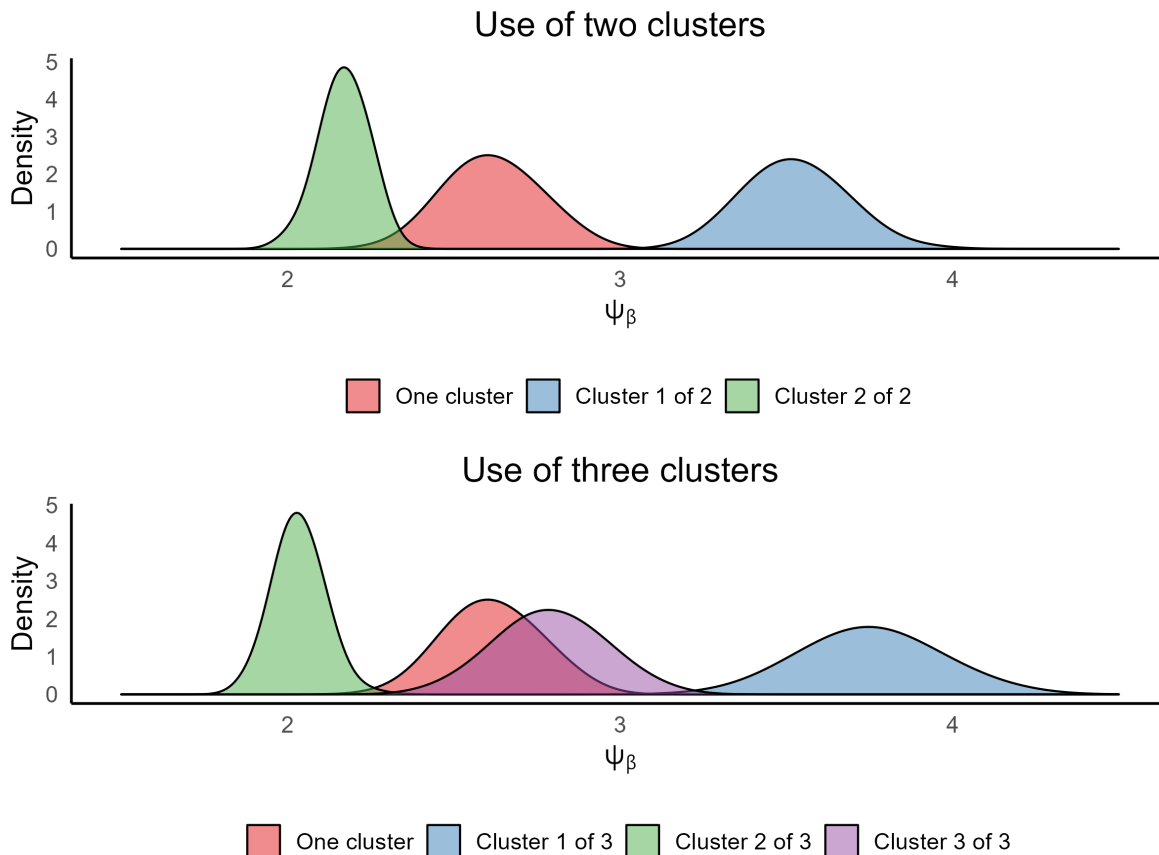 Use of two clusters
5
4
3
2
1
0
Density
2 3 4
ψβ
One cluster Cluster 1 of 2 Cluster 2 of 2
Use of three clusters
5
4
3
2
1
0
Density
2 3 4
ψβ
One cluster Cluster 1 of 3 Cluster 2 of 3 Cluster 3 of 3